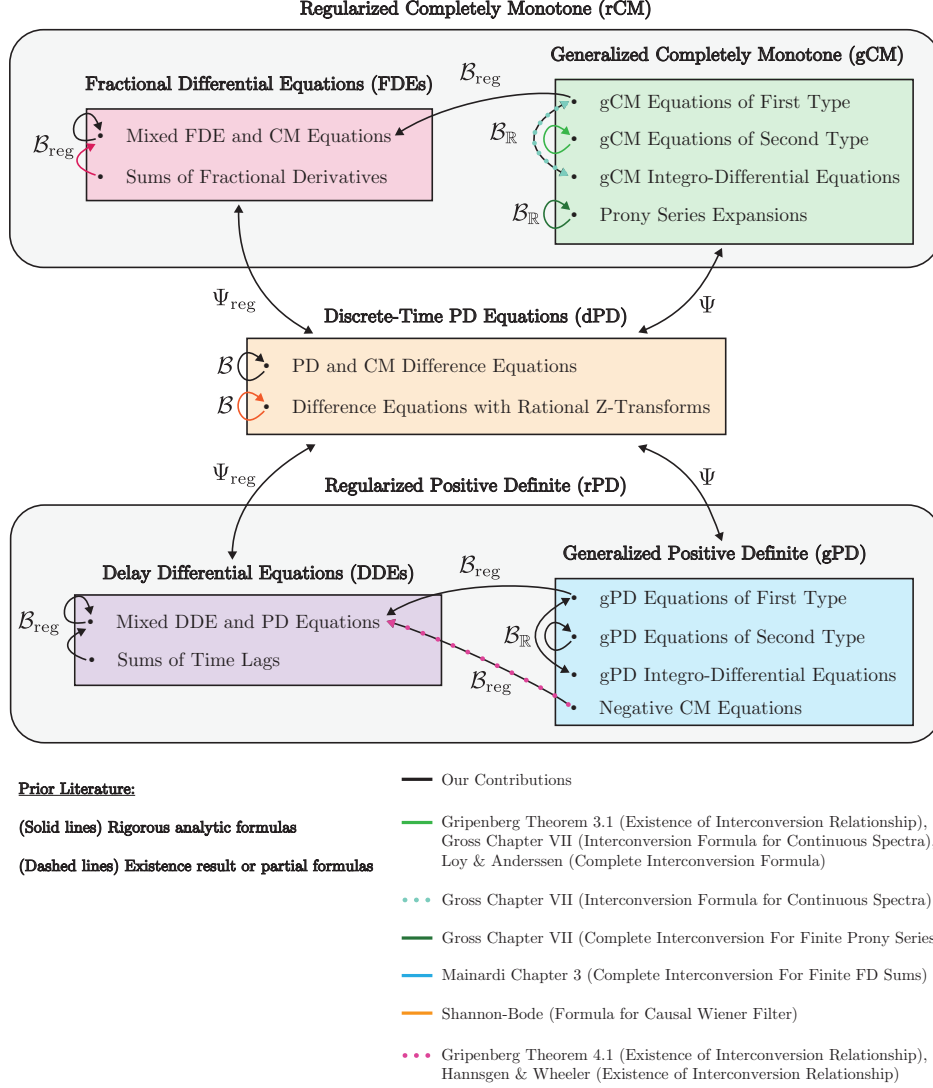 Regularized Completely Monotone (rCM)
Generalized Completely Monotone (gCM)
Fractional Differential Equations (FDEs)
ℬreg
gCM Equations of First Type
Mixed FDE and CM Equations
ℬℝ
gCM Equations of Second Type
ℬreg
Sums of Fractional Derivatives
gCM Integro-Differential Equations
ℬℝ
Prony Series Expansions
Ψreg
Ψ
Discrete-Time PD Equations (dPD)
ℬ
PD and CM Difference Equations
ℬ
Difference Equations with Rational Z-Transforms
Ψreg
Ψ
Regularized Positive Definite (rPD)
Generalized Positive Definite (gPD)
Delay Differential Equations (DDEs)
ℬreg
gPD Equations of First Type
ℬreg
Mixed DDE and PD Equations
ℬℝ
gPD Equations of Second Type
Sums of Time Lags
gPD Integro-Differential Equations
ℬreg
Negative CM Equations
Prior Literature:
(Solid lines) Rigorous analytic formulas
(Dashed lines) Existence result or partial formulas
Our Contributions
Gripenberg Theorem 3.1 (Existence of Interconversion Relationship),
Gross Chapter VII (Interconversion Formula for Continuous Spectra),
Loy & Anderssen (Complete Interconversion Formula)
Gross Chapter VII (Interconversion Formula for Continuous Spectra)
Gross Chapter VII (Complete Interconversion For Finite Prony Series
Mainardi Chapter 3 (Complete Interconversion For Finite FD Sums)
Shannon-Bode (Formula for Causal Wiener Filter)
Gripenberg Theorem 4.1 (Existence of Interconversion Relationship),
Hannsgen & Wheeler (Existence of Interconversion Relationship)